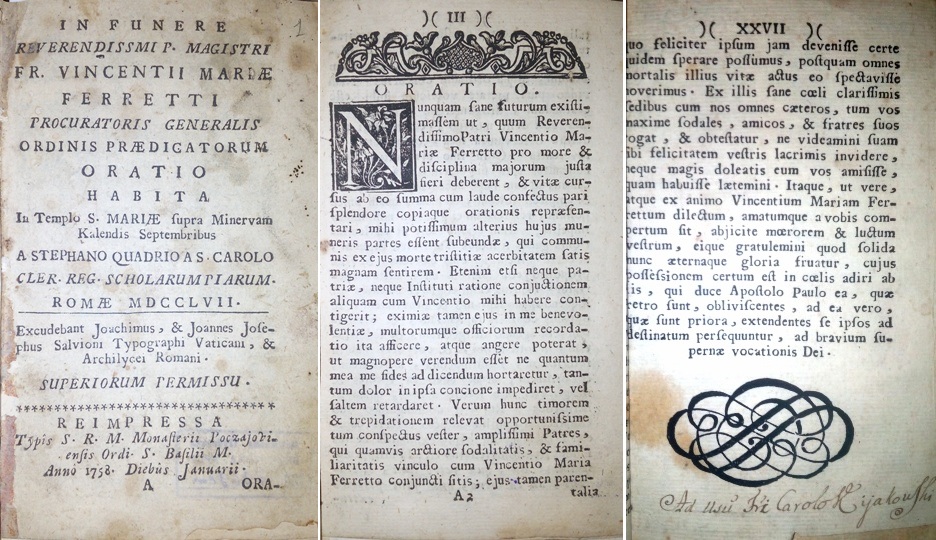 IN FUNERE
REVERENDISSMI P. MAGISTRI
FR. VINCENTII MARIÆ
FERRETTI
PROCURATORIS GENERALIS
ORDINIS PRÆDICATORUM
ORATIO
HABITA
In Templo S. MARIÆ supra Minervam
Kalendis Septembribus
A STEPHANO QUADRIO A S. CAROLO
CLER. REG. SCHOLARUM PIARUM.
ROMÆ MDCCLVII.
Excudebant Joachimus, & Joannes Jose-
phus Salvioni Typographi Vaticani, &
Archilycei Romani.
SUPERIORUM PERMISSU.
REIMPRESSA
Typis S. R. M. Monasterii Poczajovi-
ensis Ordi. S. Basilii M.
Anno 1758. Diebus Januarii.
A ORA-
1
)( III )(
ORATIO.
Nunquam sane futurum existi-
massem ut, quum Reveren-
dissimo Patri Vincentio Ma-
riæ Ferretto pro more &
disciplina majorum justa
fieri deberent, & vitæ cur-
sus ab eo summa cum laude confectus pari
splendore copiaque orationis repræsen-
tari, mihi potissimum alterius hujus mu-
neris partes essent subeundæ, qui commu-
nis ex ejus morte tristitiæ acerbitatem satis
magnam sentirem. Etenim etsi neque pa-
triæ, neque Instituti ratione conjunctionem
aliquam cum Vincentio mihi habere con-
tigerit; eximiæ tamen ejus in me benevo-
lentiæ, multorumque officiorum recorda-
tio ita afficere, atque angere poterat,
ut magnopere verendum esset ne quantum
mea me fides ad dicendum hortaretur, tan-
tum dolor in ipsa concione impediret, vel
saltem retardaret. Verum hunc timorem
& trepidationem relevat opportunissime
tum conspectus vester, amplissimi Patres,
qui quamvis arctiore sodalitatis, & fami-
liaritatis vinculo cum Vincentio Maria
Ferretto conjuncti sitis, ejus tamen paren-
A2 talia
)( XXVII )(
quo feliciter ipsum jam devenisse certe
quidem sperare possumus, postquam omnes
mortalis illius vitæ actus eo spectavisse
noverimus. Ex illis sane cœli clarissimis
sedibus cum nos omnes cæteros, tum vos
maxime sodales, amicos, & fratres suos
rogat, & obtestatur, ne videamini suam
ibi felicitatem vestris lacrimis invidere,
neque magis doleatis eum vos amisisse,
quam habuisse lætemini. Itaque, ut vere,
atque ex animo Vincentium Mariam Fer-
rettum dilectum, amatumque a vobis com-
pertum sit, abjicite mœrorem & luctum
vestrum, eique gratulemini quod solida
nunc æternaque gloria fruatur, cujus
possessionem certum est in cœlis adiri ab
iis, qui duce Apostolo Paulo ea, quæ
retro sunt, obliviscentes, ad ea vero,
quæ sunt priora, extendentes se ipsos ad
destinatum persequuntur, ad bravium su-
pernæ vocationis Dei.
Ad usū Fri Carolo Kijakowski